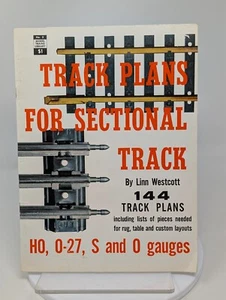 $1
TRACK PLANS
FOR SECTIONAL
TRACK
By Linn Westcott
144
TRACK PLANS
including lists of pieces needed
for rug, table and custom layouts
HO, O-27, S and O gauges